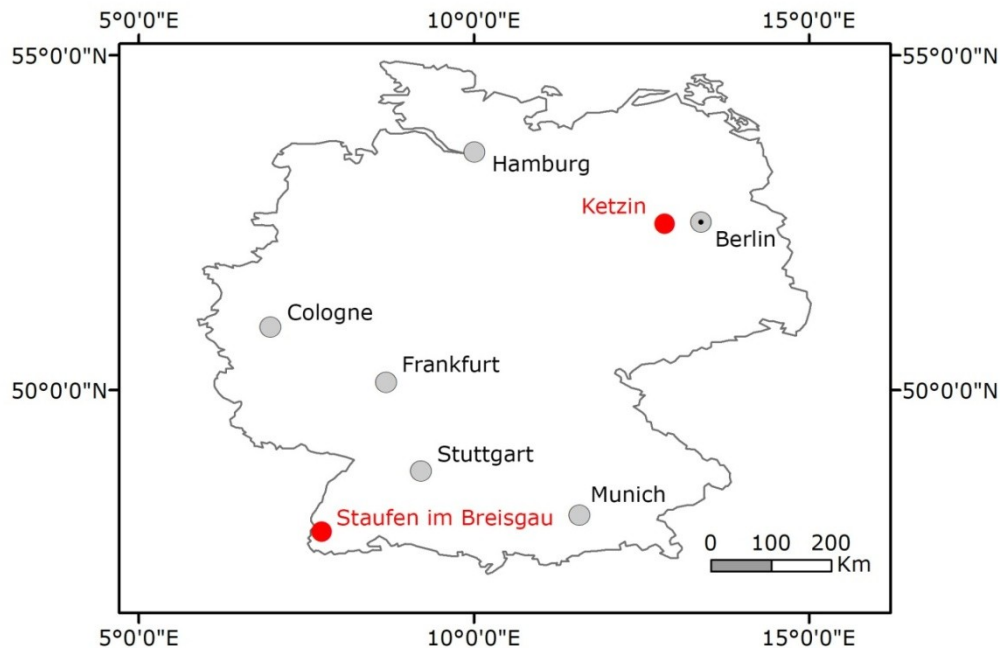 5°0'0"E 10°0'0"E 15°0'0"E
55°0'0"N 55°0'0"N
Hamburg
Ketzin
Berlin
Cologne
Frankfurt
50°0'0"N 50°0'0"N
Stuttgart
Munich
Staufen im Breisgau
0 100 200
Km
5°0'0"E 10°0'0"E 15°0'0"E